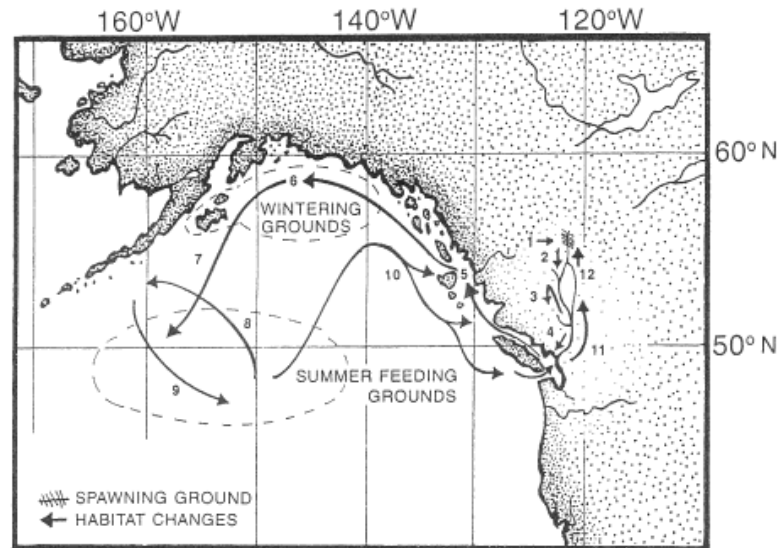 160°W 140°W 120°W
60°N
6
WINTERING
GROUNDS
7
10
5
1
2
12
3
4
8
11
50°N
9
SUMMER FEEDING
GROUNDS
SPAWNING GROUND
HABITAT CHANGES